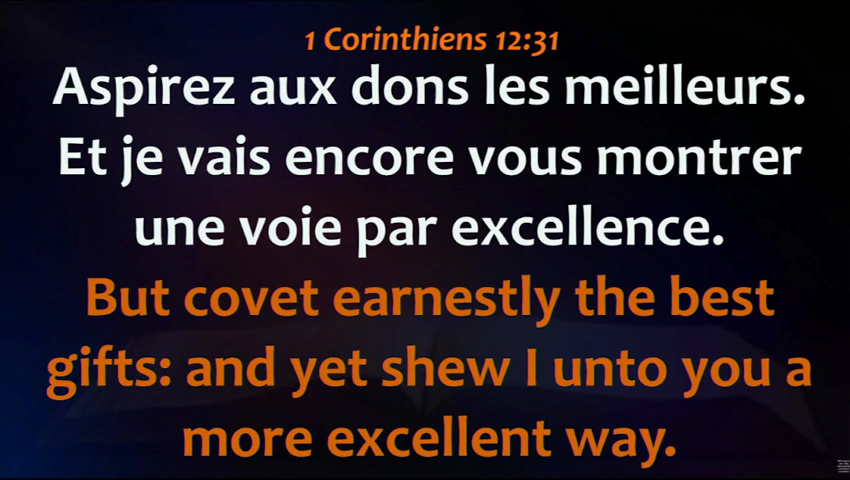 1 Corinthiens 12:31
Aspirez aux dons les meilleurs.
Et je vais encore vous montrer
une voie par excellence.
But covet earnestly the best
gifts: and yet shew I unto you a
more excellent way.